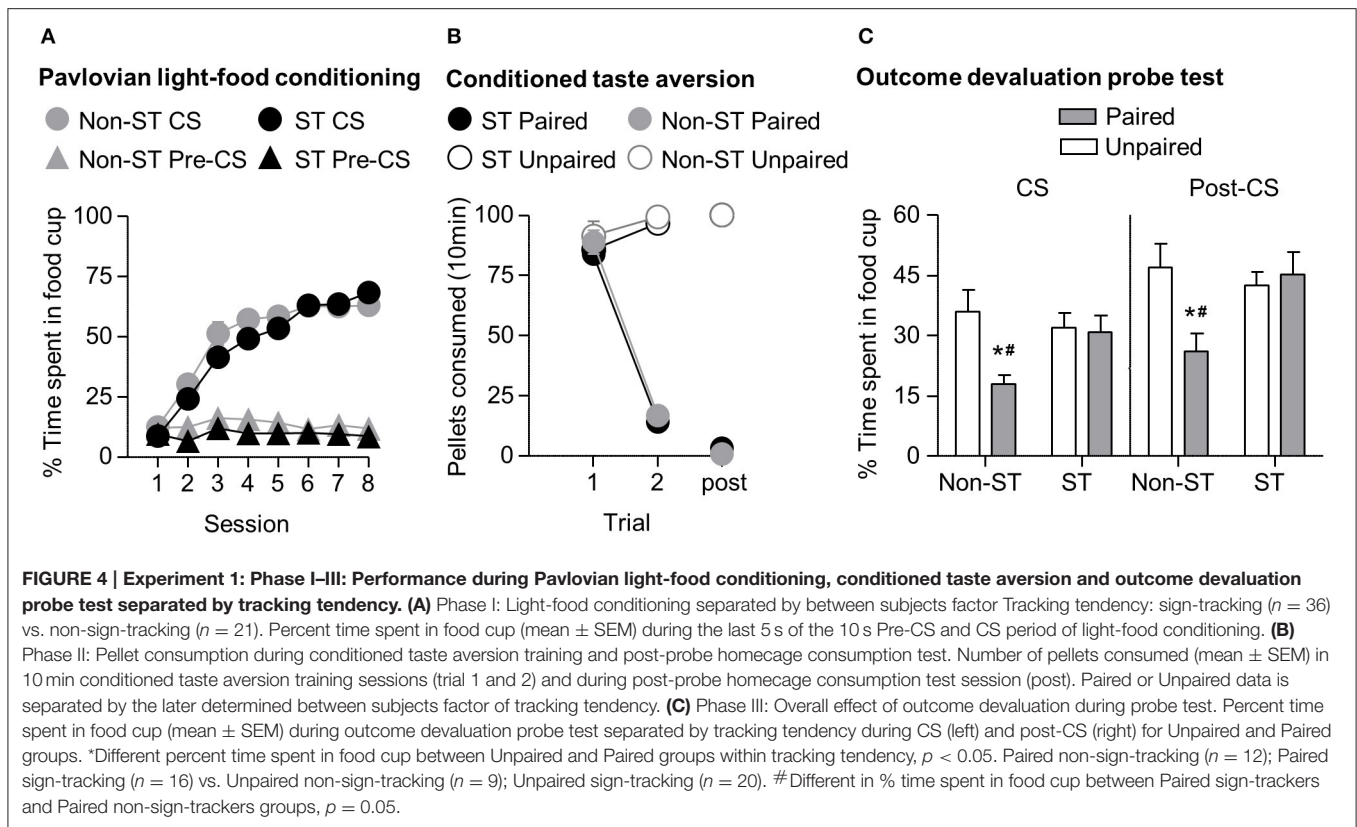 A
Pavlovian light-food conditioning
Non-ST CS ST CS
Non-ST Pre-CS ST Pre-CS
% Time spent in food cup
100
75
50
25
0
1 2 3 4 5 6 7 8
Session
B
Conditioned taste aversion
ST Paired Non-ST Paired
ST Unpaired Non-ST Unpaired
Pellets consumed (10min)
100
75
50
25
0
1 2 post
Trial
C
Outcome devaluation probe test
Paired
Unpaired
CS Post-CS
% Time spent in food cup
60
45
30
15
0
*# *#
Non-ST ST Non-ST ST
FIGURE 4 | Experiment 1: Phase I–III: Performance during Pavlovian light-food conditioning, conditioned taste aversion and outcome devaluation
probe test separated by tracking tendency. (A) Phase I: Light-food conditioning separated by between subjects factor Tracking tendency: sign-tracking (n = 36)
vs. non-sign-tracking (n = 21). Percent time spent in food cup (mean ± SEM) during the last 5 s of the 10 s Pre-CS and CS period of light-food conditioning. (B)
Phase II: Pellet consumption during conditioned taste aversion training and post-probe homecage consumption test. Number of pellets consumed (mean ± SEM) in
10 min conditioned taste aversion training sessions (trial 1 and 2) and during post-probe homecage consumption test session (post). Paired or Unpaired data is
separated by the later determined between subjects factor of tracking tendency. (C) Phase III: Overall effect of outcome devaluation during probe test. Percent time
spent in food cup (mean ± SEM) during outcome devaluation probe test separated by tracking tendency during CS (left) and post-CS (right) for Unpaired and Paired
groups. *Different percent time spent in food cup between Unpaired and Paired groups within tracking tendency, p < 0.05. Paired non-sign-tracking (n = 12); Paired
sign-tracking (n = 16) vs. Unpaired non-sign-tracking (n = 9); Unpaired sign-tracking (n = 20). #Different in % time spent in food cup between Paired sign-trackers
and Paired non-sign-trackers groups, p = 0.05.